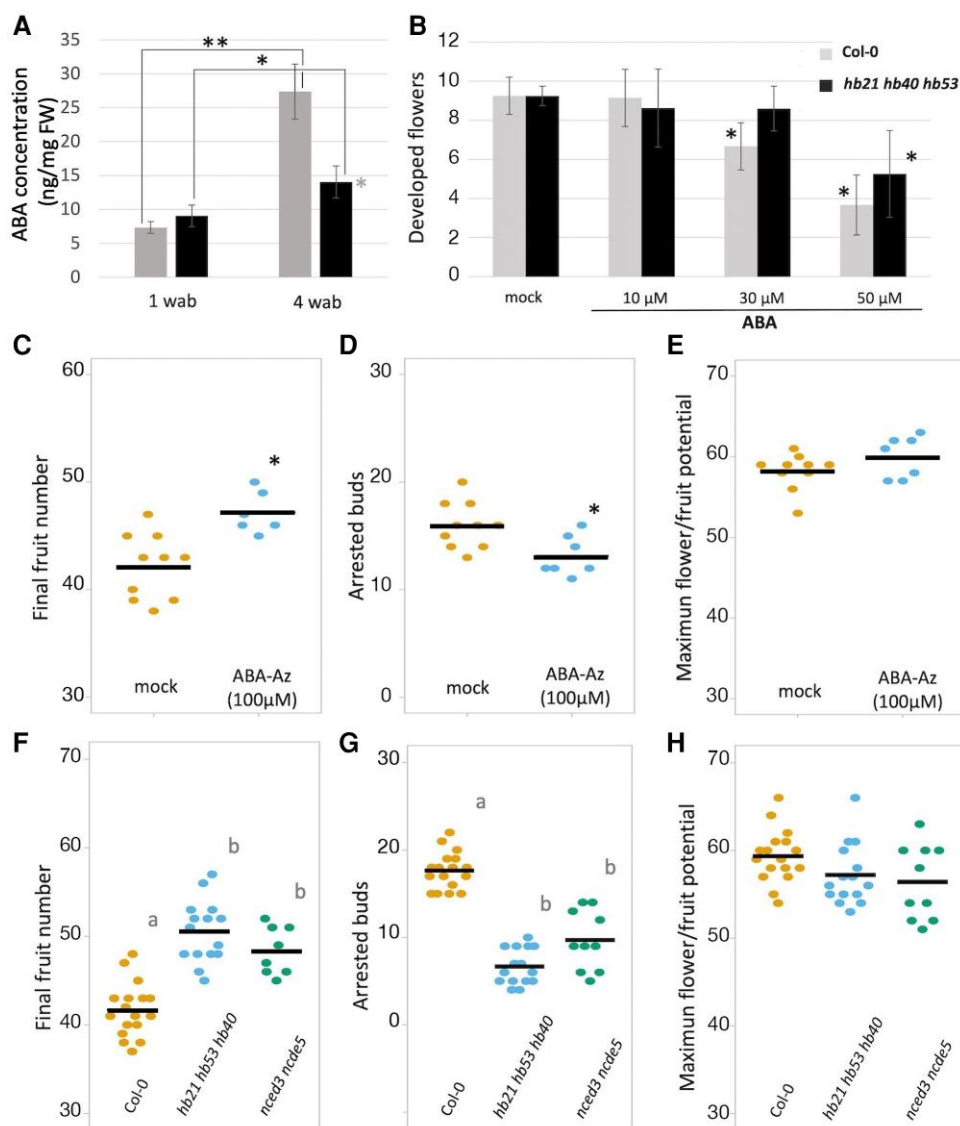 A
ABA concentration
(ng/mg FW)
35
30
25
20
15
10
5
0
**
*
*
1 wab
4 wab
B
Developed flowers
12
10
8
6
4
2
0
Col-0
hb21 hb40 hb53
*
*
*
mock
10 µM
30 µM
50 µM
ABA
C
Final fruit number
60
50
40
30
*
mock
ABA-Az
(100µM)
D
Arrested buds
30
20
10
0
*
mock
ABA-Az
(100µM)
E
Maximun flower/fruit potential
70
60
50
40
30
mock
ABA-Az
(100µM)
F
Final fruit number
70
60
50
40
30
a
b
b
Col-0
hb21 hb53 hb40
nced3 ncde5
G
Arrested buds
30
20
10
0
a
b
b
Col-0
hb21 hb53 hb40
nced3 ncde5
H
Maximun flower/fruit potential
70
60
50
40
30
Col-0
hb21 hb53 hb40
nced3 ncde5